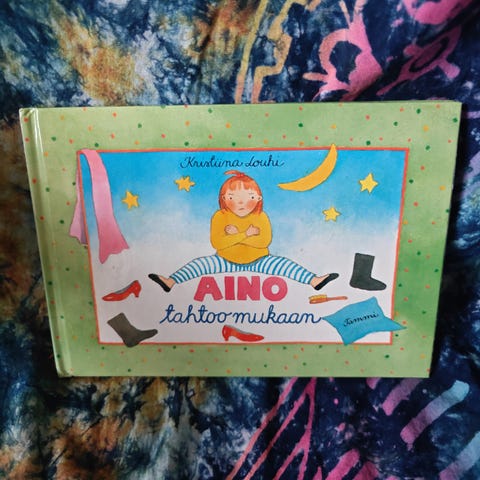 Kristiina Louhi
AINO
tahtoo mukaan
Tammi